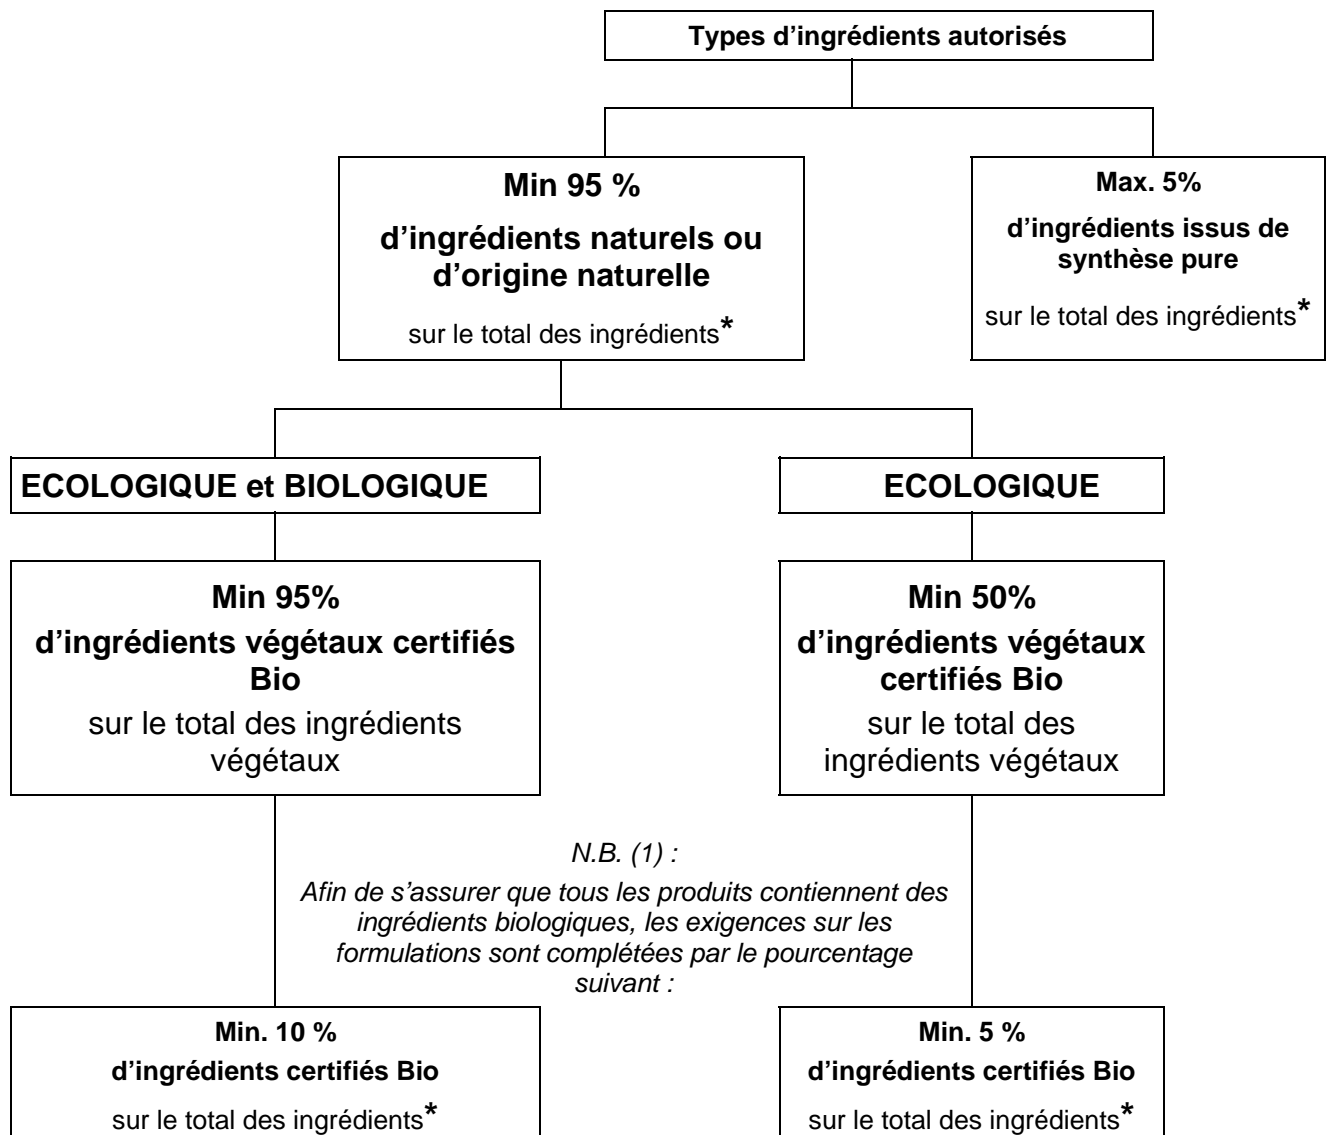 Types d’ingrédients autorisés
Min 95 %
d’ingrédients naturels ou
d’origine naturelle
sur le total des ingrédients*
Max. 5%
d’ingrédients issus de
synthèse pure
sur le total des ingrédients*
ECOLOGIQUE et BIOLOGIQUE
ECOLOGIQUE
Min 95%
d’ingrédients végétaux certifiés
Bio
sur le total des ingrédients
végétaux
Min 50%
d’ingrédients végétaux
certifiés Bio
sur le total des
ingrédients végétaux
N.B. (1) :
Afin de s’assurer que tous les produits contiennent des
ingrédients biologiques, les exigences sur les
formulations sont complétées par le pourcentage
suivant :
Min. 10 %
d’ingrédients certifiés Bio
sur le total des ingrédients*
Min. 5 %
d’ingrédients certifiés Bio
sur le total des ingrédients*